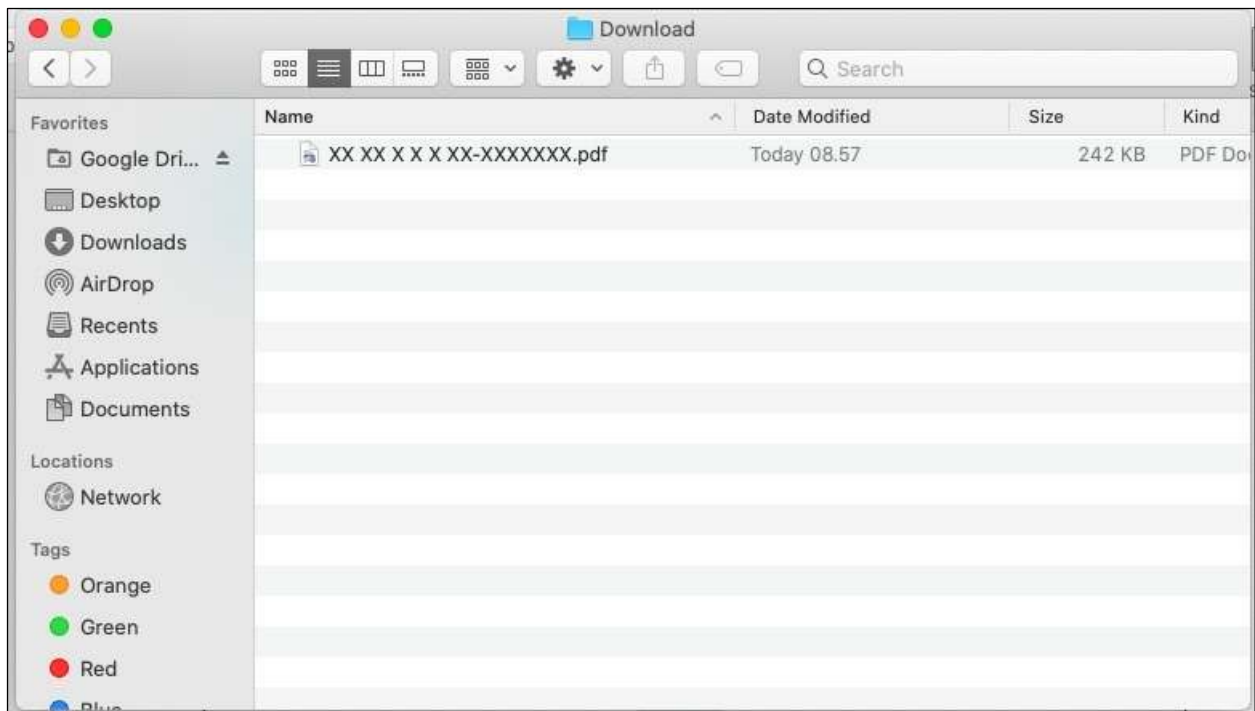 Download
Search
Favorites
Google Dri...
Desktop
Downloads
AirDrop
Recents
Applications
Documents
Locations
Network
Tags
Orange
Green
Red
Name Date Modified Size Kind
XX XX X X X XX-XXXXXXX.pdf Today 08.57 242 KB PDF